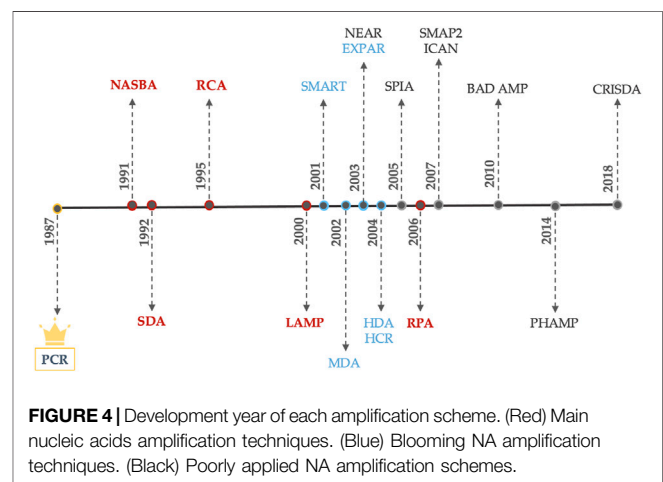 NEAR
EXPAR
SMAP2
ICAN
NASBA
RCA
SMART
SPIA
BAD AMP
CRISDA
1987
1991
1992
1995
2000
2001
2002
2003
2004
2005
2006
2007
2010
2014
2018
PCR
SDA
LAMP
MDA
HDA
HCR
RPA
PHAMP
FIGURE 4 | Development year of each amplification scheme. (Red) Main
nucleic acids amplification techniques. (Blue) Blooming NA amplification
techniques. (Black) Poorly applied NA amplification schemes.